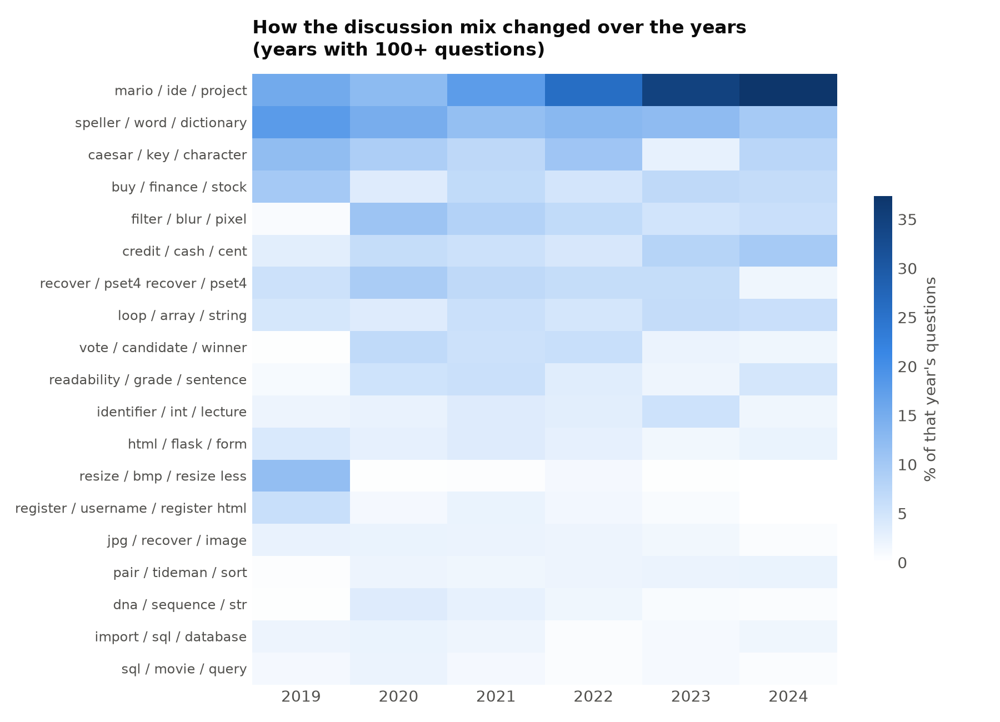 How the discussion mix changed over the years
(years with 100+ questions)
mario / ide / project
speller / word / dictionary
caesar / key / character
buy / finance / stock
filter / blur / pixel
credit / cash / cent
recover / pset4 recover / pset4
loop / array / string
vote / candidate / winner
readability / grade / sentence
identifier / int / lecture
html / flask / form
resize / bmp / resize less
register / username / register html
jpg / recover / image
pair / tideman / sort
dna / sequence / str
import / sql / database
sql / movie / query
2019 2020 2021 2022 2023 2024
35
30
25
20
15
10
5
0
% of that year's questions